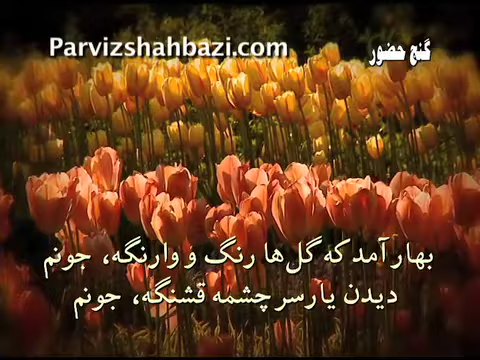 Parvizshahbazi.com
گنج حضور
بهار آمد که گل‌ها رنگ و وارنگه، جونم
دیدن یار سر چشمه قشنگه، جونم